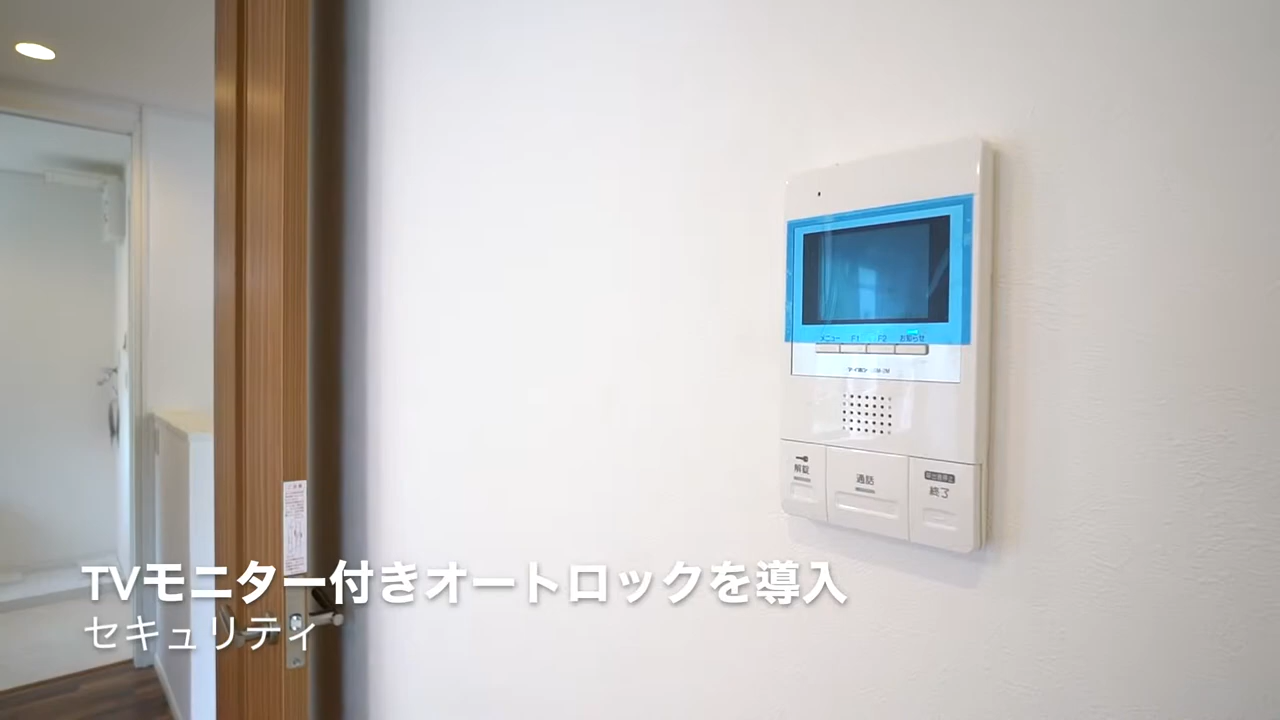 メニュー F1 F2 お知らせ
解錠
通話
終了
TVモニター付きオートロックを導入
セキュリティ